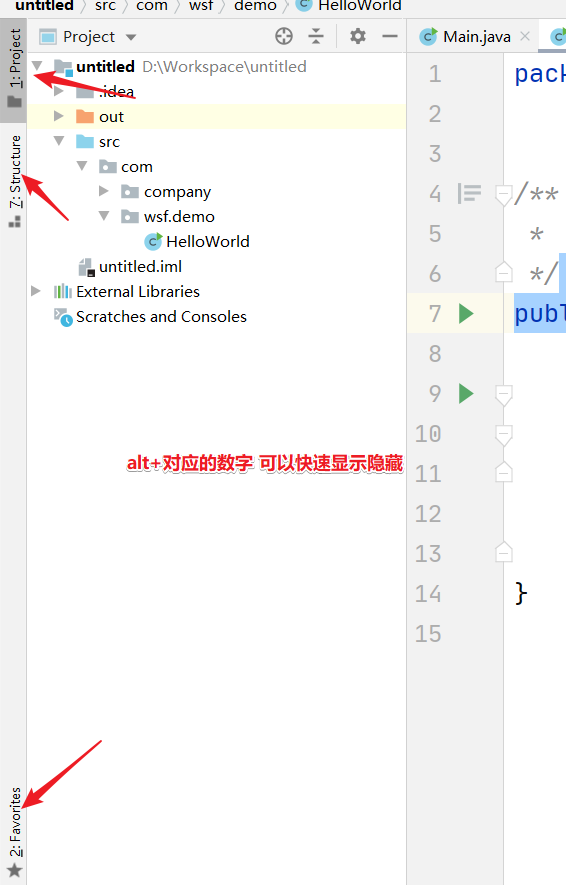 untitled 〉 src 〉 com 〉 wsf 〉 demo 〉 HelloWorld
Project
Main.java
1: Project
untitled D:\Workspace\untitled
.idea
out
src
com
company
wsf.demo
HelloWorld
untitled.iml
External Libraries
Scratches and Consoles
7: Structure
alt+对应的数字 可以快速显示隐藏
2: Favorites
1 pack
2
3
4 /**
5 *
6 */
7 publ
8
9
10
11
12
13
14 }
15